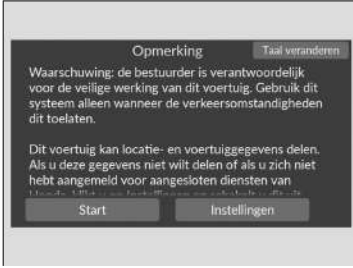 Opmerking
Taal veranderen
Waarschuwing: de bestuurder is verantwoordelijk
voor de veilige werking van dit voertuig. Gebruik dit
systeem alleen wanneer de verkeersomstandigheden
dit toelaten.
Dit voertuig kan locatie- en voertuiggegevens delen.
Als u deze gegevens niet wilt delen of als u zich niet
hebt aangemeld voor aangesloten diensten van
Start
Instellingen